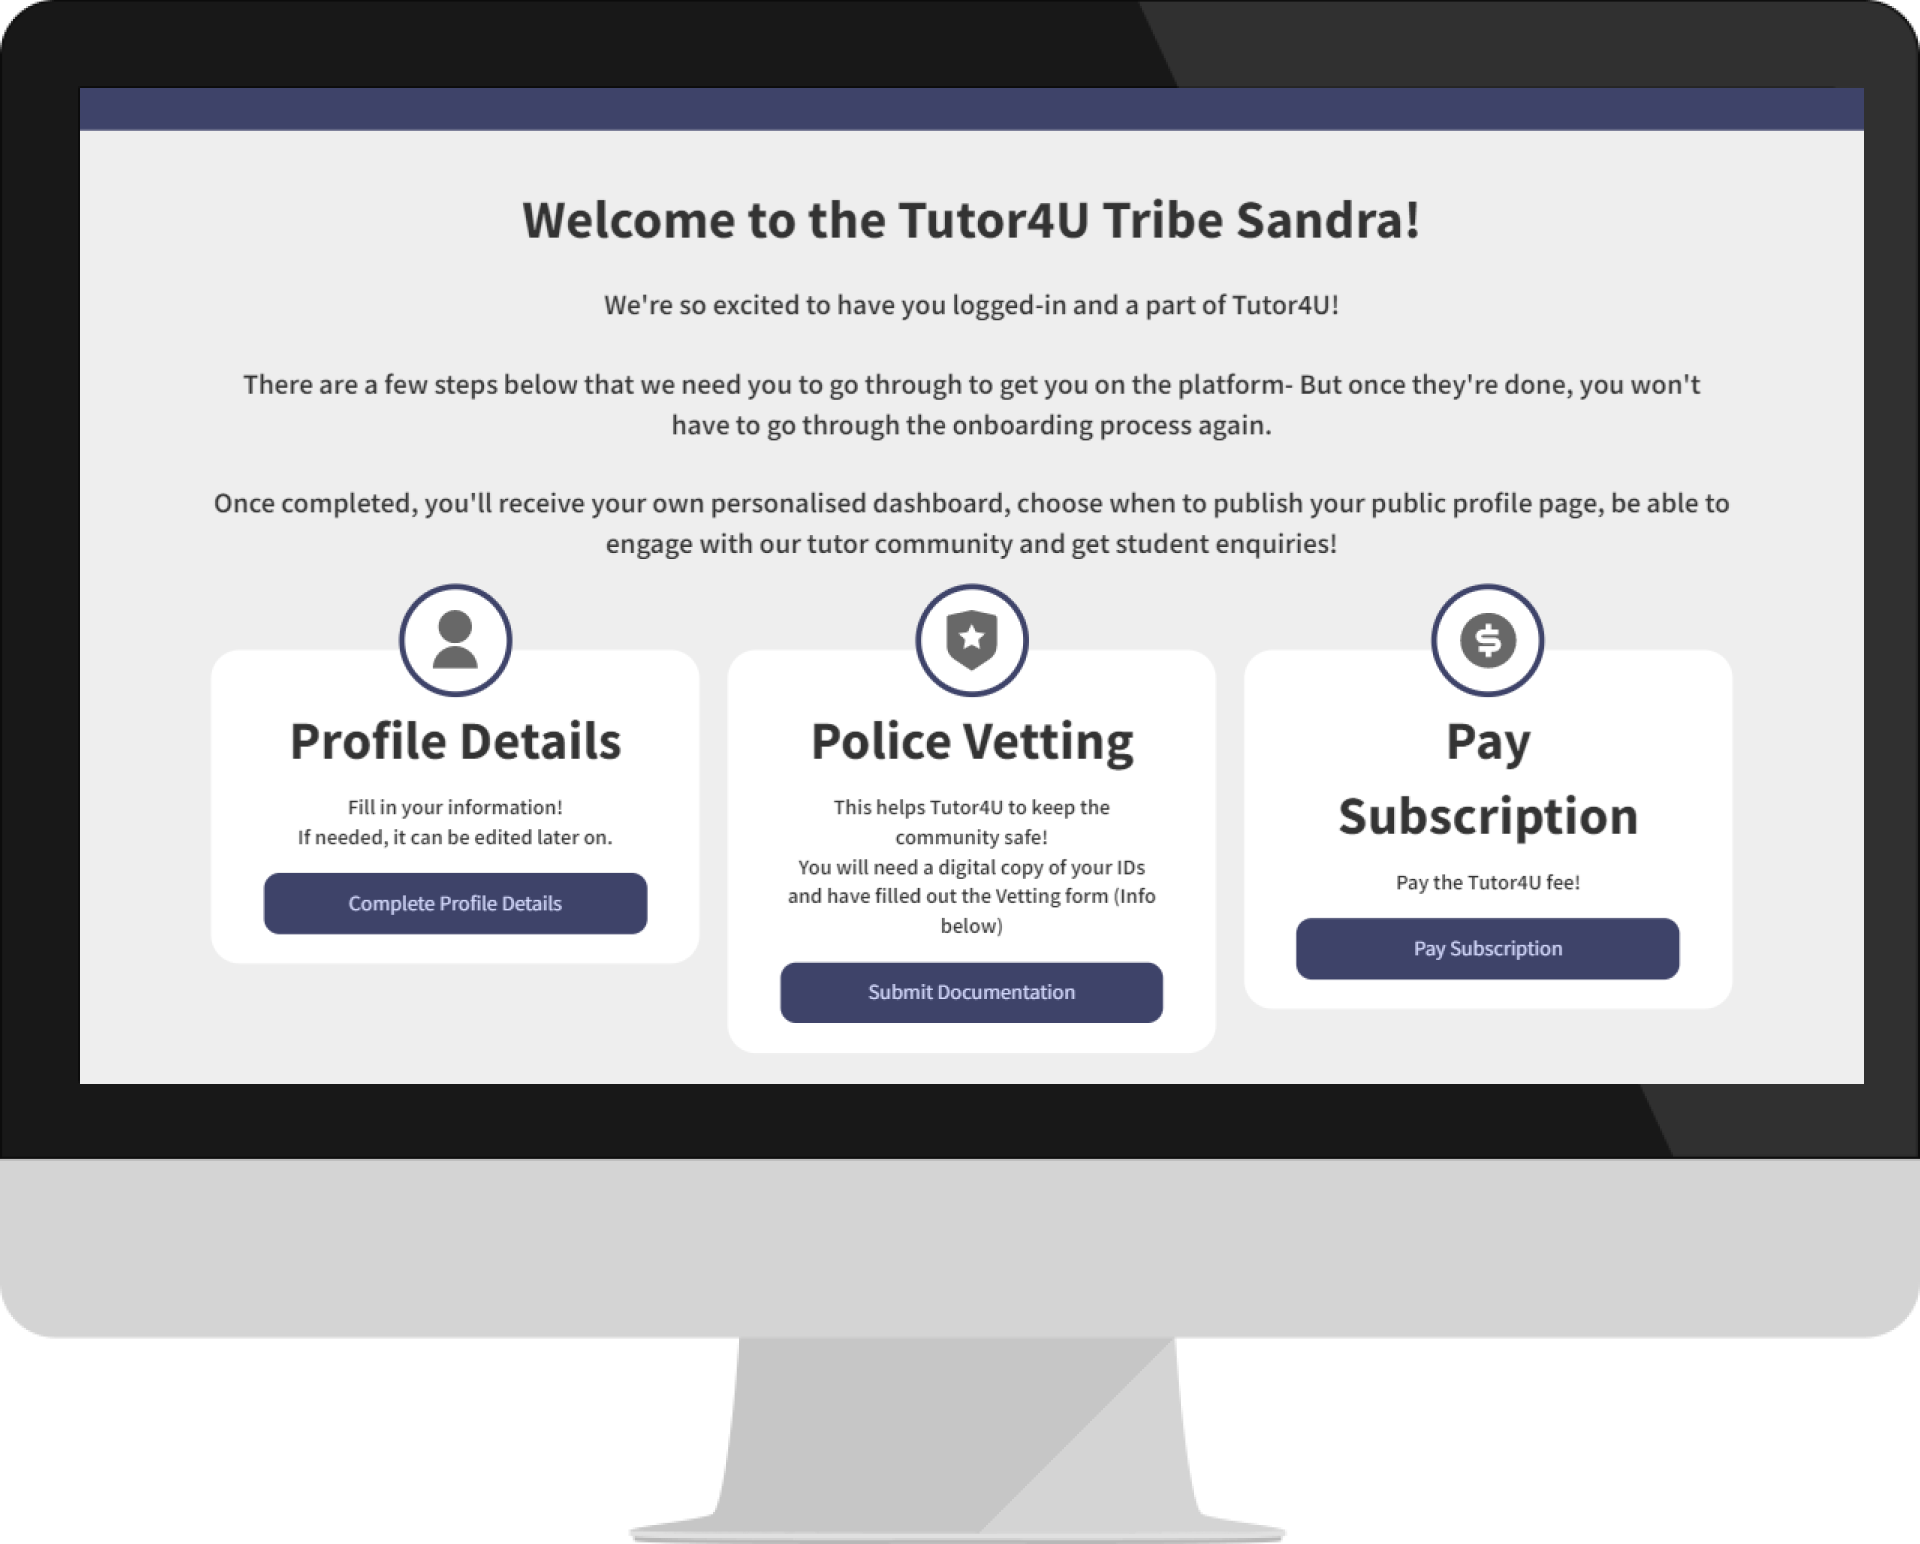 Welcome to the Tutor4U Tribe Sandra!
We're so excited to have you logged-in and a part of Tutor4U!
There are a few steps below that we need you to go through to get you on the platform- But once they're done, you won't
have to go through the onboarding process again.
Once completed, you'll receive your own personalised dashboard, choose when to publish your public profile page, be able to
engage with our tutor community and get student enquiries!
Profile Details
Fill in your information!
If needed, it can be edited later on.
Complete Profile Details
Police Vetting
This helps Tutor4U to keep the
community safe!
You will need a digital copy of your IDs
and have filled out the Vetting form (Info
below)
Submit Documentation
Pay
Subscription
Pay the Tutor4U fee!
Pay Subscription